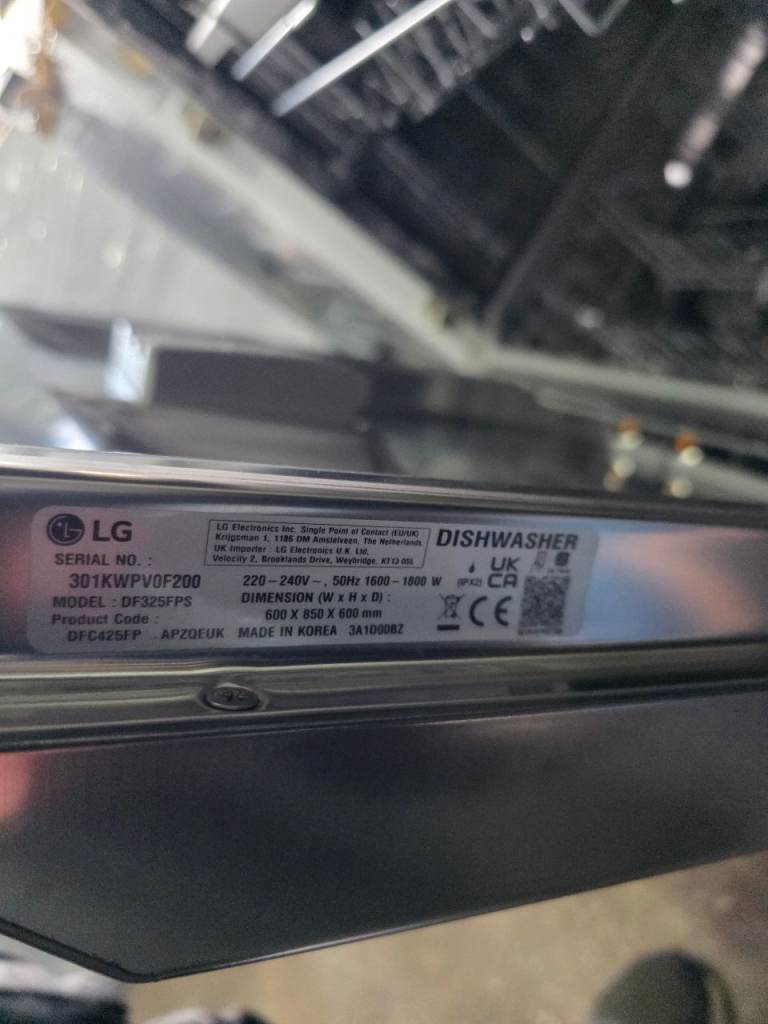 LG
LG Electronics Inc. Single Point of Contact (EU/UK)
Krijgsman 1, 1186 DM Amstelveen, The Netherlands
UK Importer : LG Electronics U.K. Ltd,
Velocity 2, Brooklands Drive, Weybridge, KT13 0SL
DISHWASHER
SERIAL NO. :
301KWPV0F200
220-240V~, 50Hz 1600-1800 W
(IPX2)
UK
CA
MODEL : DF325FPS
DIMENSION (W x H x D) :
600 X 850 X 600 mm
CE
Product Code :
DFC425FP .APZQEUK MADE IN KOREA 3A1D00BZ